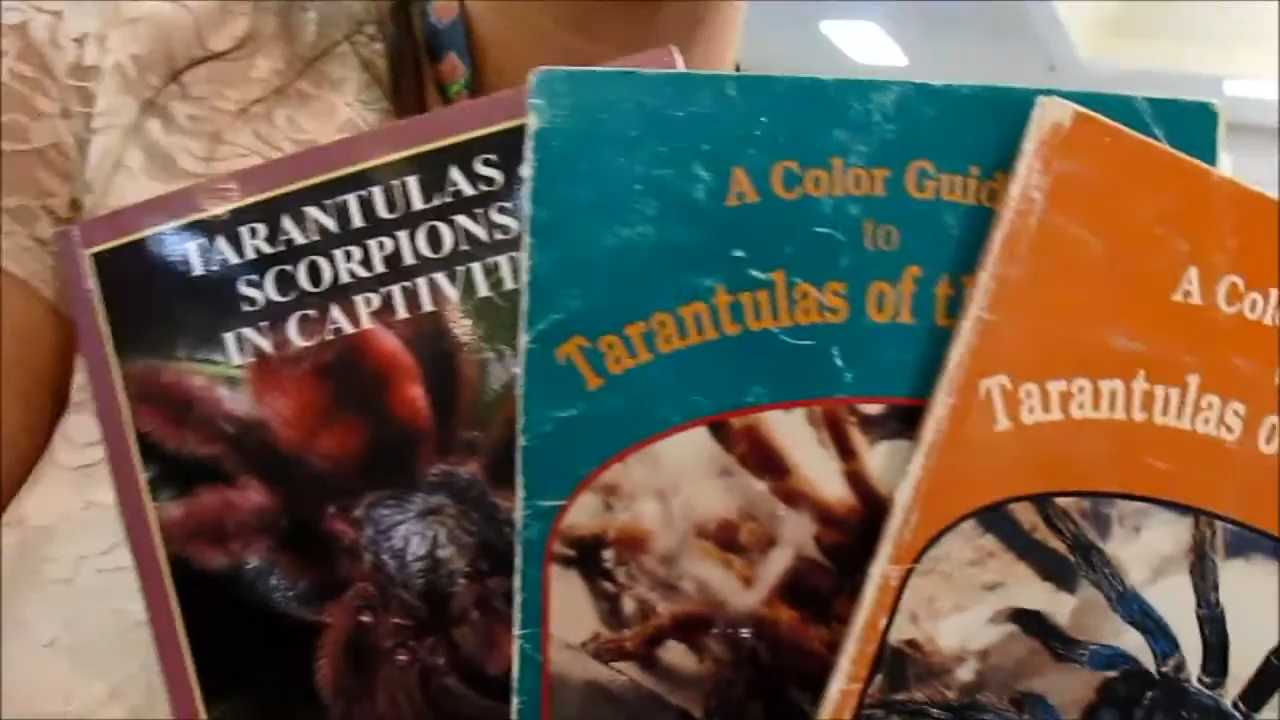 TARANTULAS
SCORPIONS
IN CAPTIVIT
A Color Guid
to
Tarantulas of t
A Col
Tarantulas o